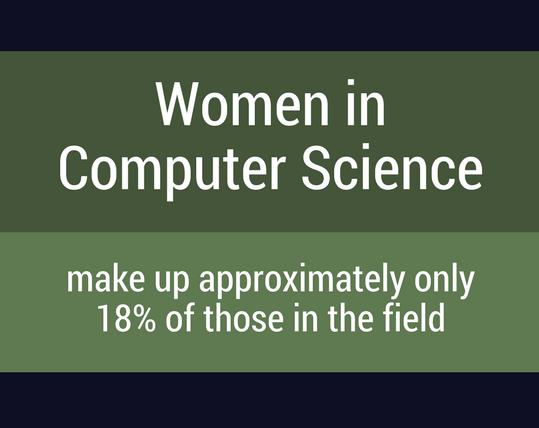 Women in
Computer Science
make up approximately only
18% of those in the field